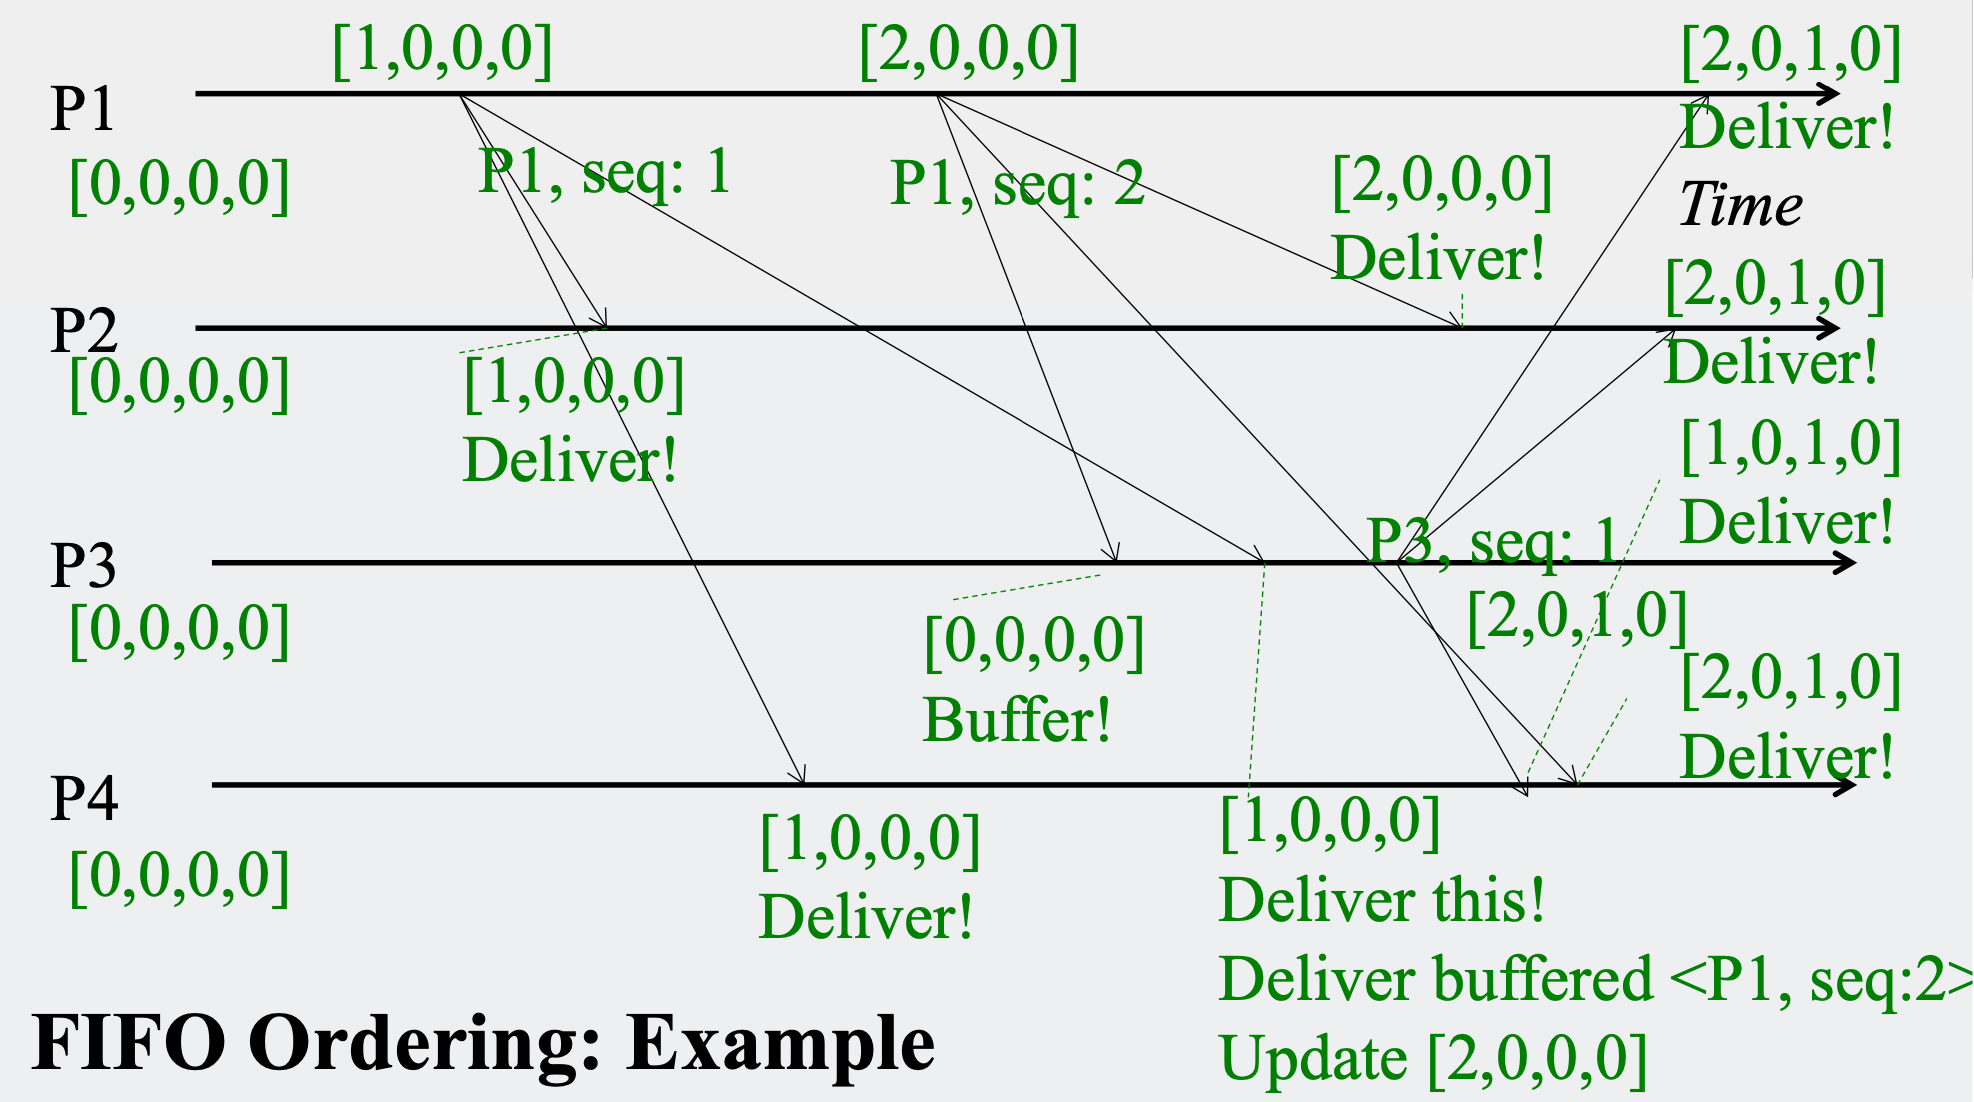 [1,0,0,0]
[2,0,0,0]
[2,0,1,0]
P1
Deliver!
[0,0,0,0]
P1, seq: 1
P1, seq: 2
[2,0,0,0]
Deliver!
Time
[2,0,1,0]
P2
Deliver!
[0,0,0,0]
[1,0,0,0]
Deliver!
[1,0,1,0]
Deliver!
P3
P3, seq: 1
[0,0,0,0]
[0,0,0,0]
Buffer!
[2,0,1,0]
[2,0,1,0]
Deliver!
P4
[0,0,0,0]
[1,0,0,0]
Deliver!
[1,0,0,0]
Deliver this!
Deliver buffered <P1, seq:2>
Update [2,0,0,0]
FIFO Ordering: Example